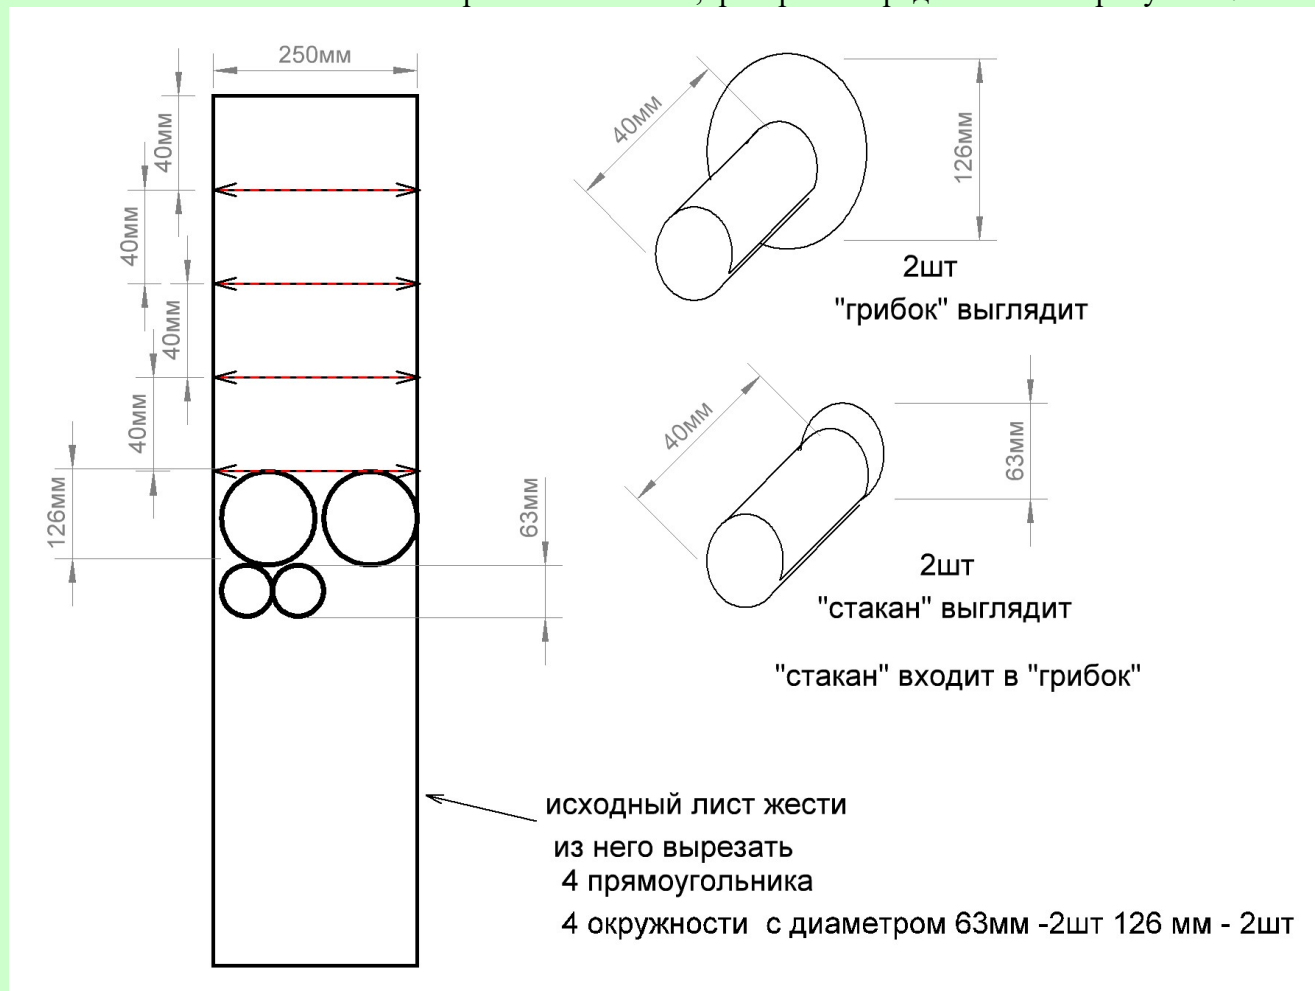 250мм
40мм
40мм
40мм
40мм
126мм
63мм
40мм
126мм
2шт
"грибок" выглядит
40мм
63мм
2шт
"стакан" выглядит
"стакан" входит в "грибок"
исходный лист жести
из него вырезать
4 прямоугольника
4 окружности с диаметром 63мм -2шт 126 мм - 2шт